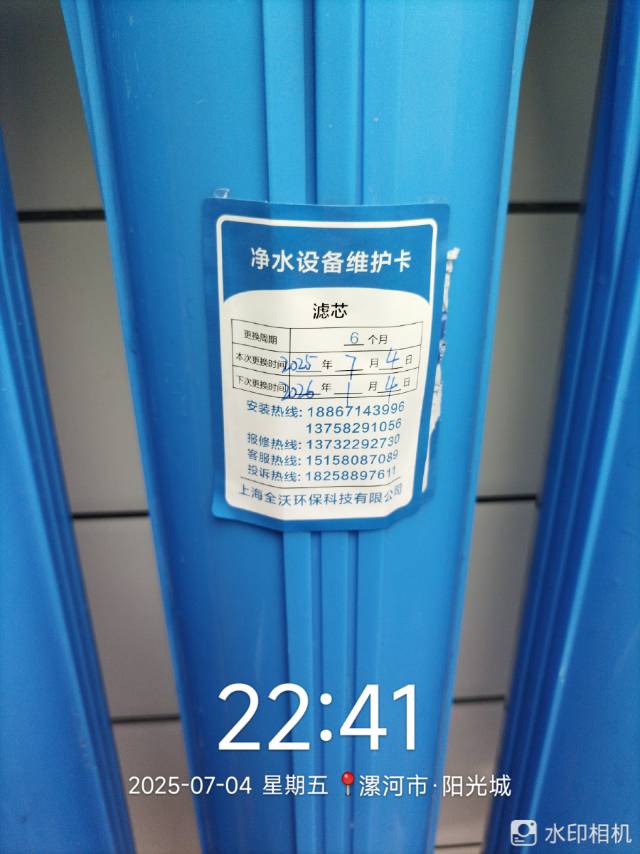 净水设备维护卡
滤芯
更换周期 6 个月
本次更换时间 2025 年 7 月 4 日
下次更换时间 2026 年 1 月 4 日
安装热线: 18867143996
13758291056
报修热线: 13732292730
客服热线: 15158087089
投诉热线: 18258897611
上海全沃环保科技有限公司
22:41
2025-07-04 星期五 漯河市·阳光城
水印相机